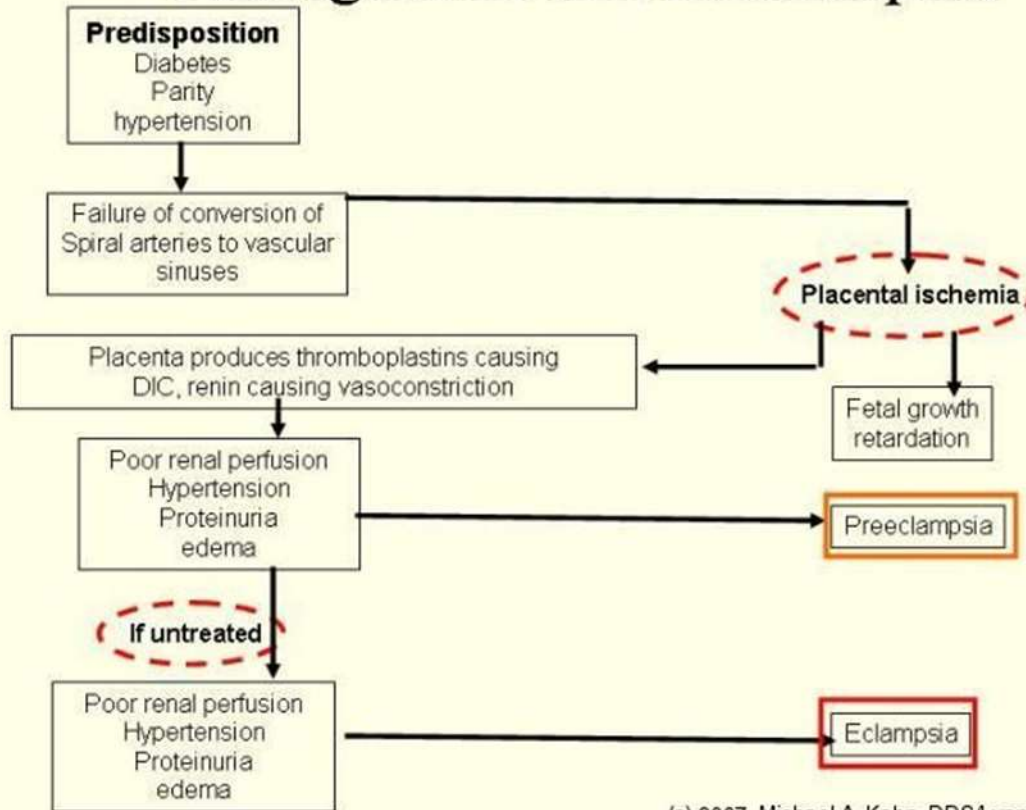 Predisposition
Diabetes
Parity
hypertension
Failure of conversion of
Spiral arteries to vascular
sinuses
Placental ischemia
Placenta produces thromboplastins causing
DIC, renin causing vasoconstriction
Fetal growth
retardation
Poor renal perfusion
Hypertension
Proteinuria
edema
Preeclampsia
If untreated
Poor renal perfusion
Hypertension
Proteinuria
edema
Eclampsia